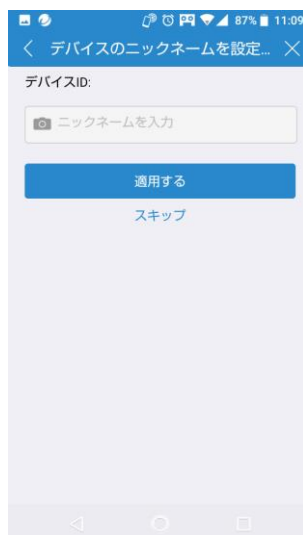 87% 11:09
デバイスのニックネームを設定...
デバイスID:
ニックネームを入力
適用する
スキップ